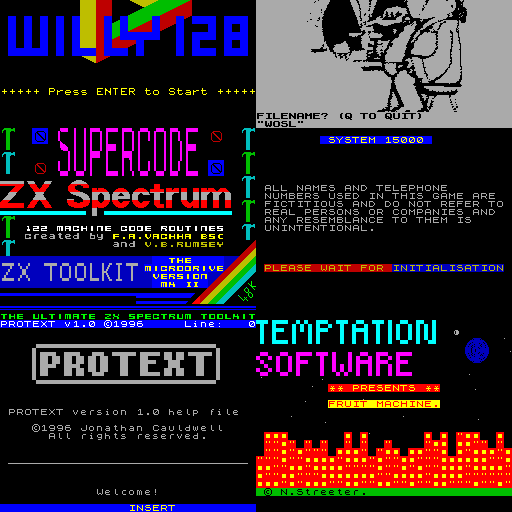 WILLY 128
+++++ Press ENTER to Start +++++
FILENAME? (Q TO QUIT)
"WOSL"
SUPERCODE
ZX Spectrum
122 MACHINE CODE ROUTINES
created by F.A.VACHHA BSC
and V.B.RUMSEY
ZX TOOLKIT
THE
MICRODRIVE
VERSION
mk II
48K
THE ULTIMATE ZX SPECTRUM TOOLKIT
SYSTEM 15000
ALL NAMES AND TELEPHONE
NUMBERS USED IN THIS GAME ARE
FICTITIOUS AND DO NOT REFER TO
REAL PERSONS OR COMPANIES AND
ANY RESEMBLANCE TO THEM IS
UNINTENTIONAL.
PLEASE WAIT FOR INITIALISATION
PROTEXT v1.0 ©1996 Line: 0
PROTEXT
PROTEXT version 1.0 help file
©1996 Jonathan Cauldwell
All rights reserved.
Welcome!
INSERT
TEMPTATION
SOFTWARE
** PRESENTS **
FRUIT MACHINE.
© N.Streeter.